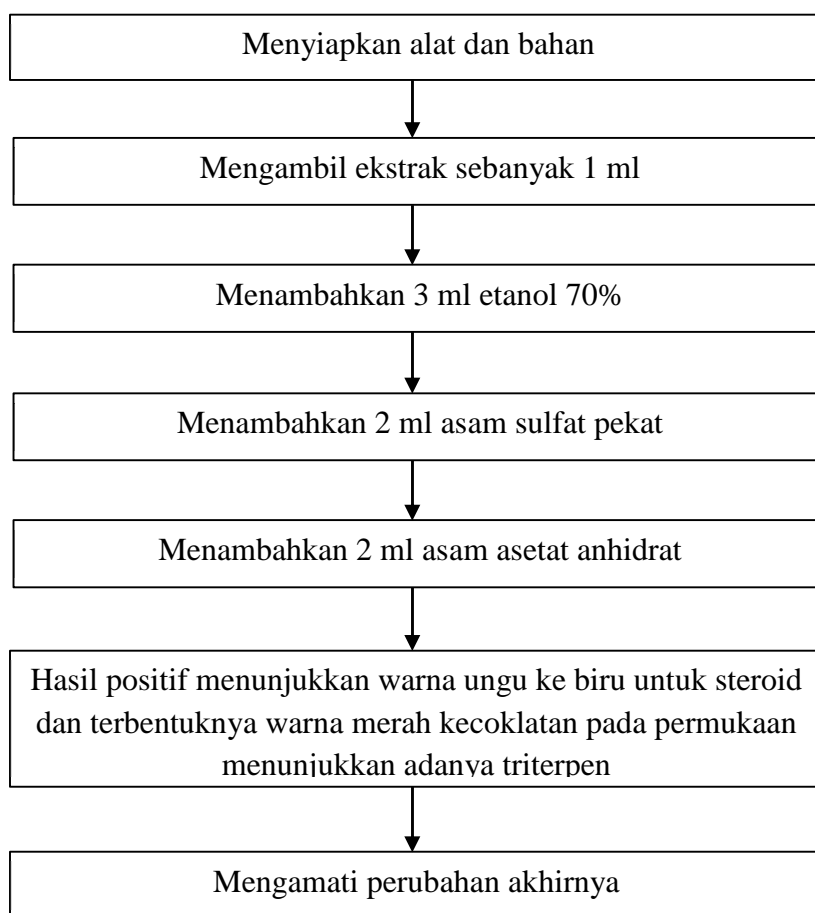 Menyiapkan alat dan bahan
Mengambil ekstrak sebanyak 1 ml
Menambahkan 3 ml etanol 70%
Menambahkan 2 ml asam sulfat pekat
Menambahkan 2 ml asam asetat anhidrat
Hasil positif menunjukkan warna ungu ke biru untuk steroid
dan terbentuknya warna merah kecoklatan pada permukaan
menunjukkan adanya triterpen
Mengamati perubahan akhirnya